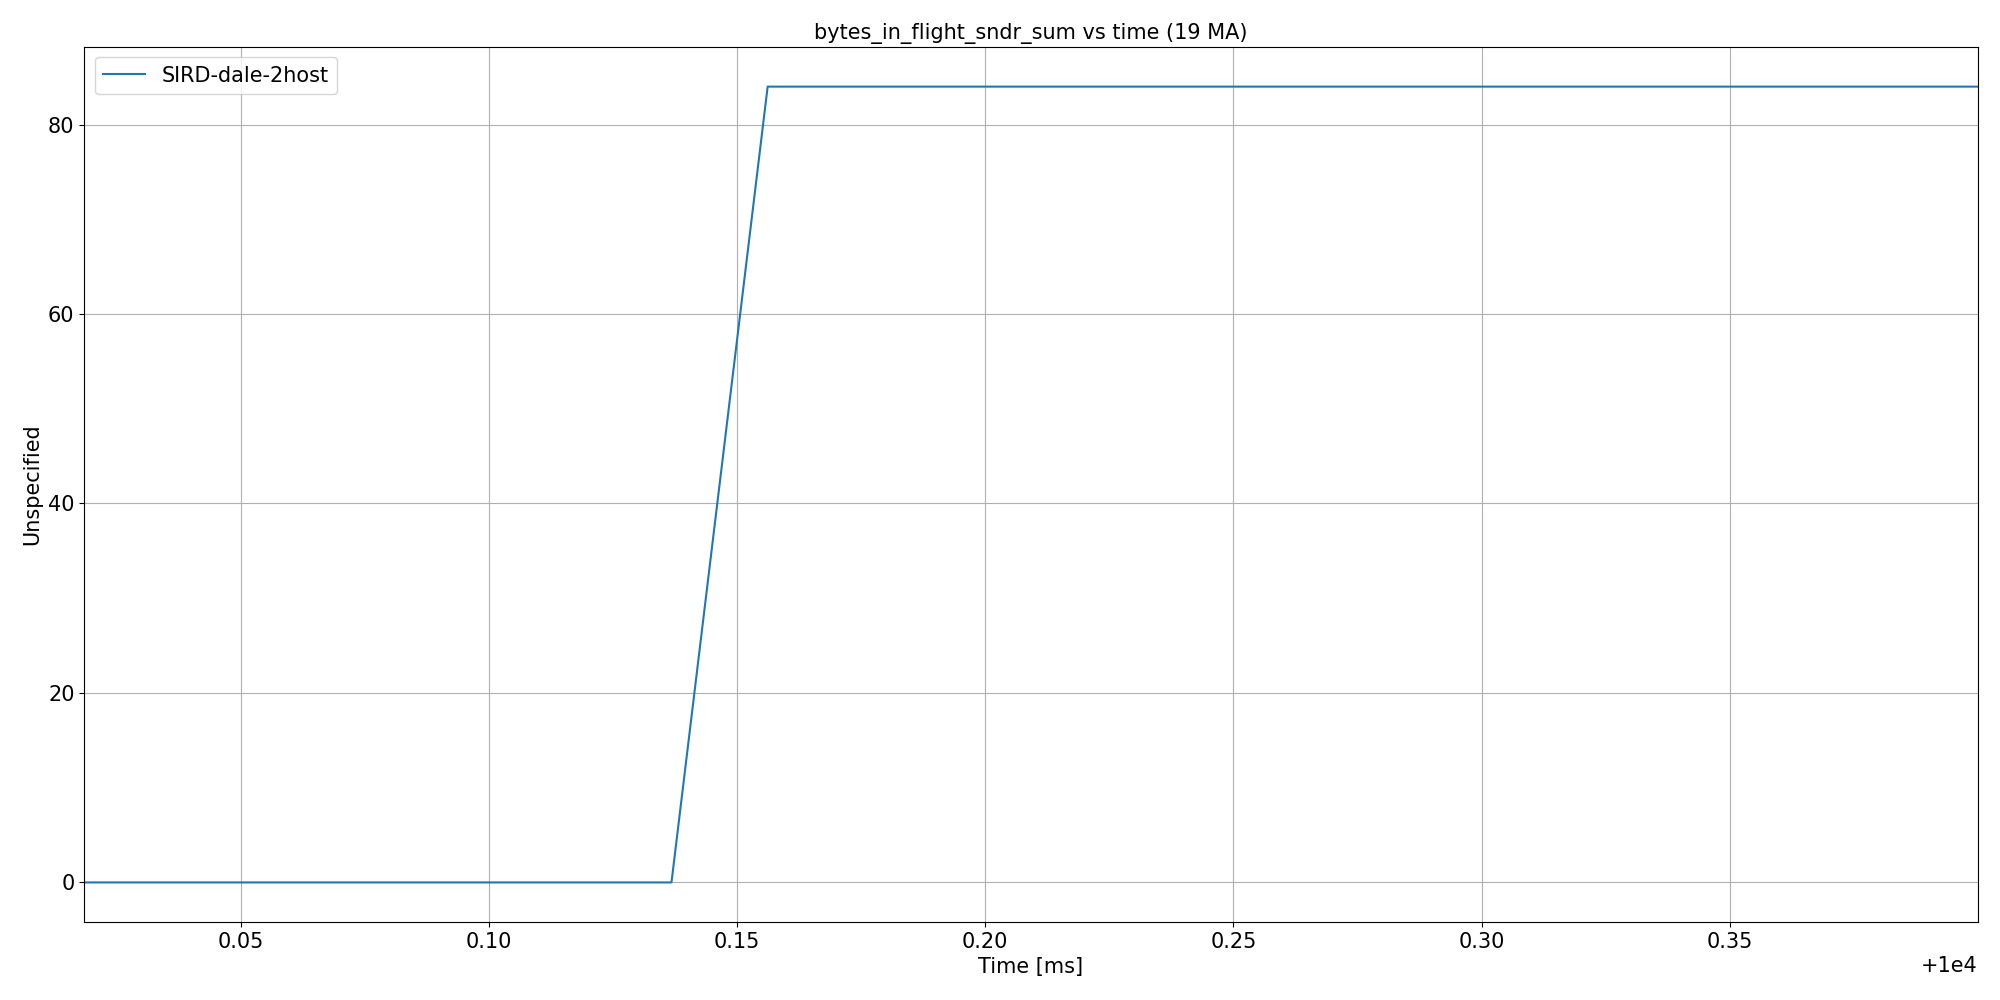 bytes_in_flight_sndr_sum vs time (19 MA)
SIRD-dale-2host
Unspecified
80
60
40
20
0
0.05 0.10 0.15 0.20 0.25 0.30 0.35
Time [ms]
+1e4